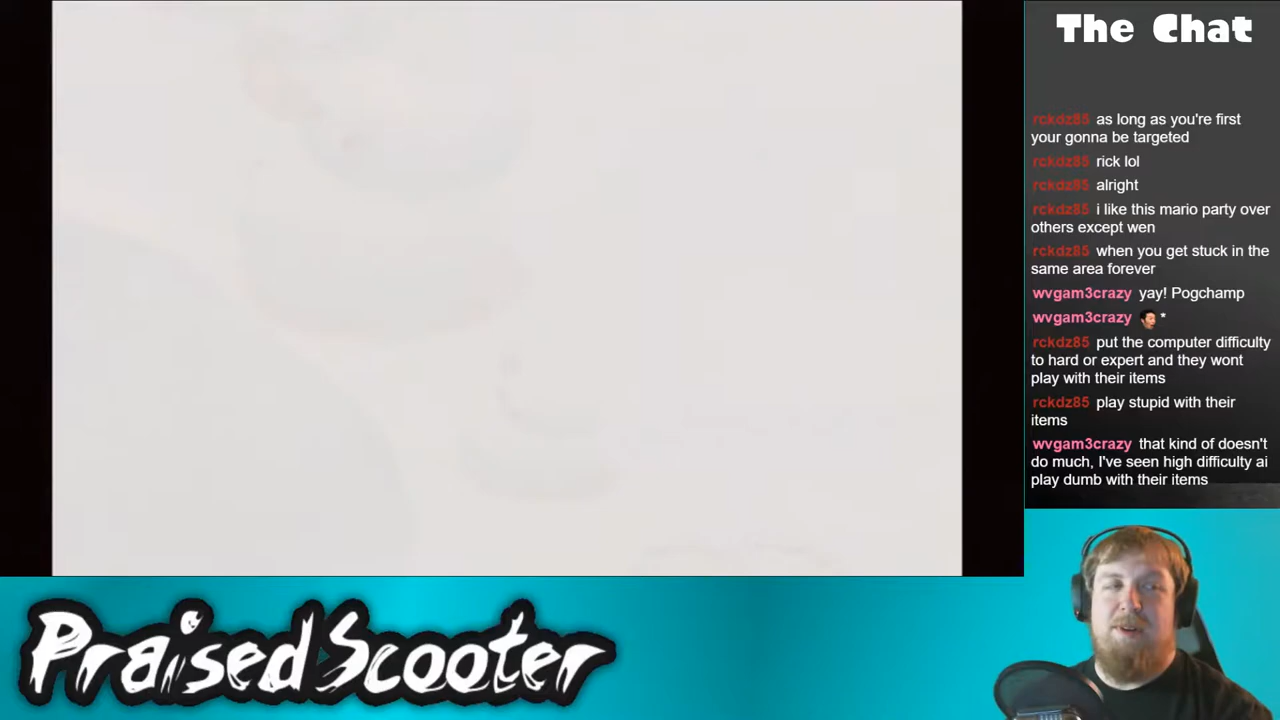 The Chat
rckdz85 as long as you're first
your gonna be targeted
rckdz85 rick lol
rckdz85 alright
rckdz85 i like this mario party over
others except wen
rckdz85 when you get stuck in the
same area forever
wvgam3crazy yay! Pogchamp
wvgam3crazy *
rckdz85 put the computer difficulty
to hard or expert and they wont
play with their items
rckdz85 play stupid with their
items
wvgam3crazy that kind of doesn't
do much, I've seen high difficulty ai
play dumb with their items
PraisedScooter